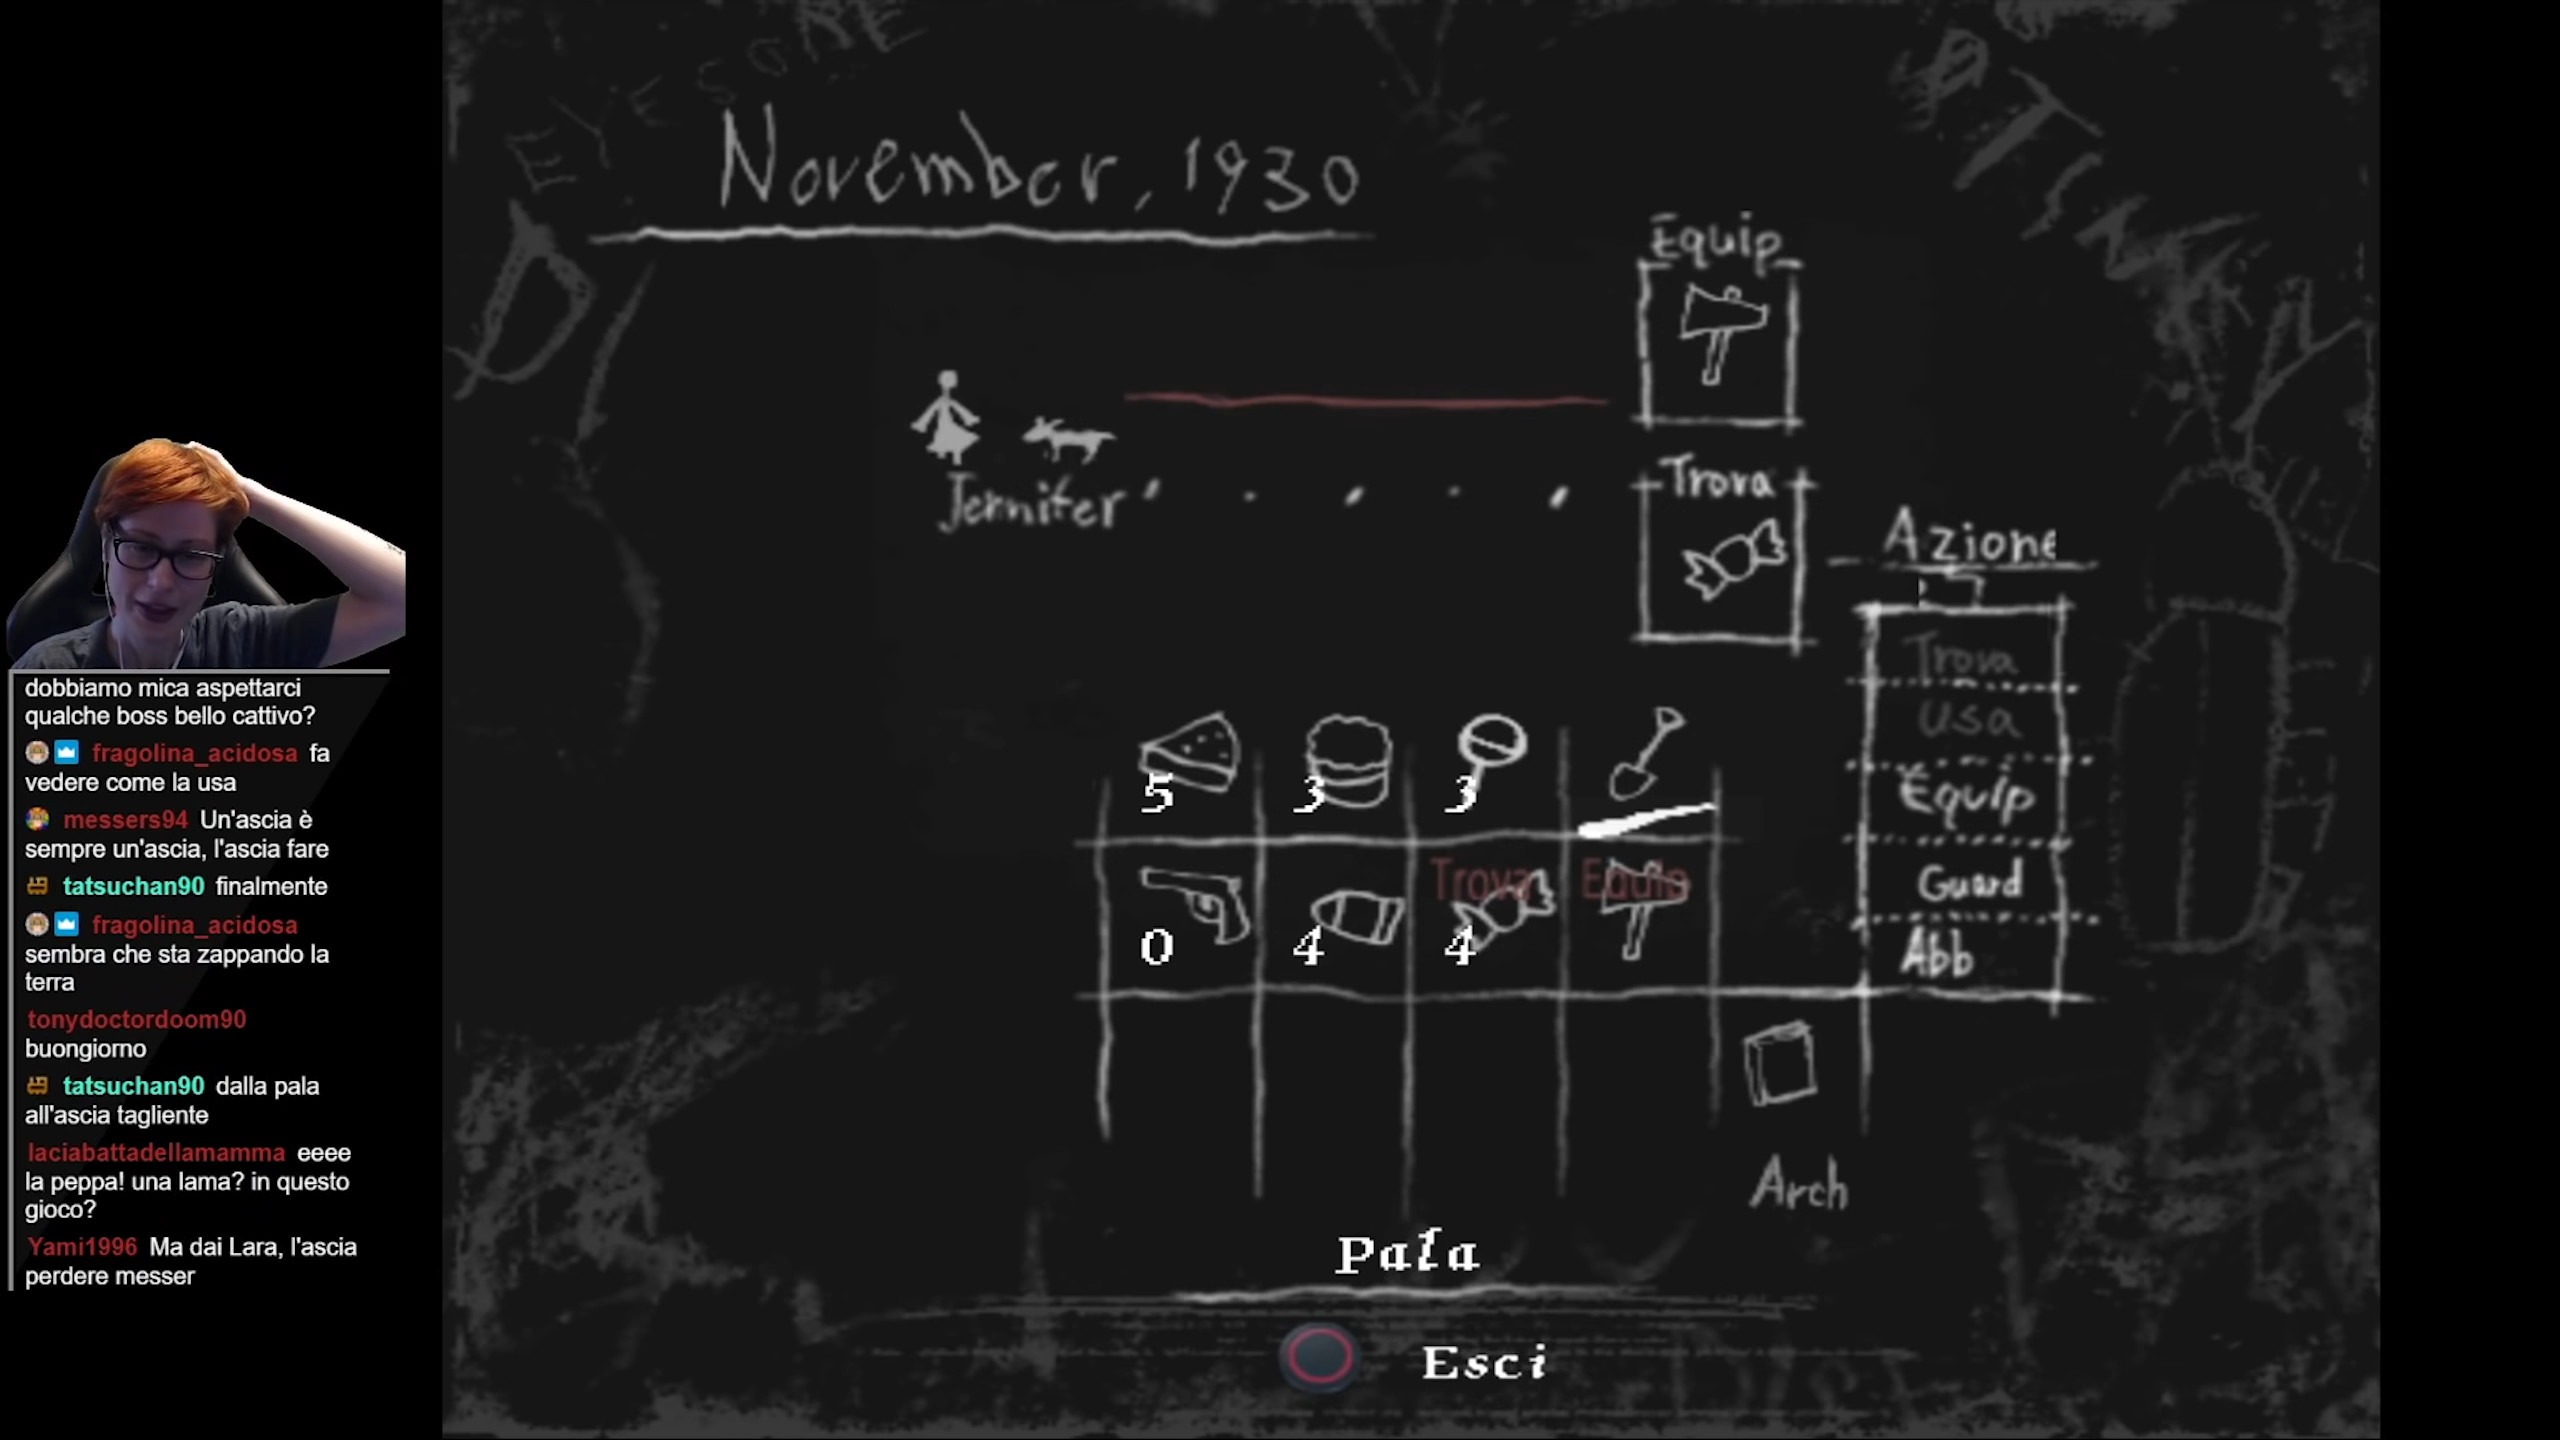 November, 1930
Equip
Jennifer
Trova
Azione
Trova
Usa
Equip
Guard
Abb
5
3
3
Trova
Equip
0
4
4
Arch
Pala
Esci
dobbiamo mica aspettarci
qualche boss bello cattivo?
fragolina_acidosa fa
vedere come la usa
messers94 Un'ascia è
sempre un'ascia, l'ascia fare
tatsuchan90 finalmente
fragolina_acidosa
sembra che sta zappando la
terra
tonydoctordoom90
buongiorno
tatsuchan90 dalla pala
all'ascia tagliente
laciabattadellamamma eeee
la peppa! una lama? in questo
gioco?
Yami1996 Ma dai Lara, l'ascia
perdere messer